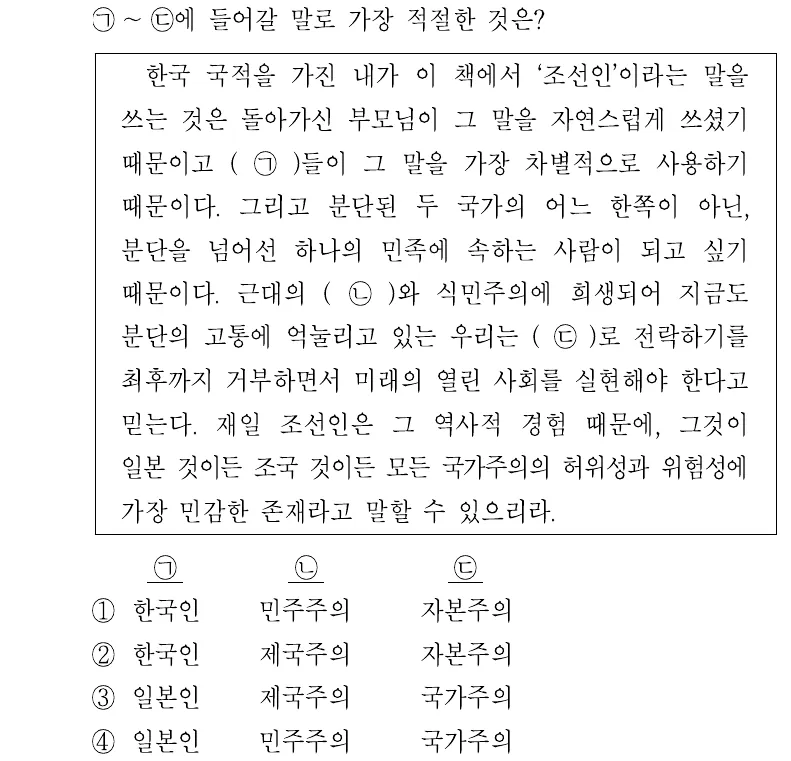 ㉠ ~ ㉢에 들어갈 말로 가장 적절한 것은?
한국 국적을 가진 내가 이 책에서 ‘조선인’이라는 말을
쓰는 것은 돌아가신 부모님이 그 말을 자연스럽게 쓰셨기
때문이고 ( ㉠ )들이 그 말을 가장 차별적으로 사용하기
때문이다. 그리고 분단된 두 국가의 어느 한쪽이 아닌,
분단을 넘어선 하나의 민족에 속하는 사람이 되고 싶기
때문이다. 근대의 ( ㉡ )와 식민주의에 희생되어 지금도
분단의 고통에 억눌리고 있는 우리는 ( ㉢ )로 전락하기를
최후까지 거부하면서 미래의 열린 사회를 실현해야 한다고
믿는다. 재일 조선인은 그 역사적 경험 때문에, 그것이
일본 것이든 조국 것이든 모든 국가주의의 허위성과 위험성에
가장 민감한 존재라고 말할 수 있으리라.
㉠ ㉡ ㉢
① 한국인 민주주의 자본주의
② 한국인 제국주의 자본주의
③ 일본인 제국주의 국가주의
④ 일본인 민주주의 국가주의